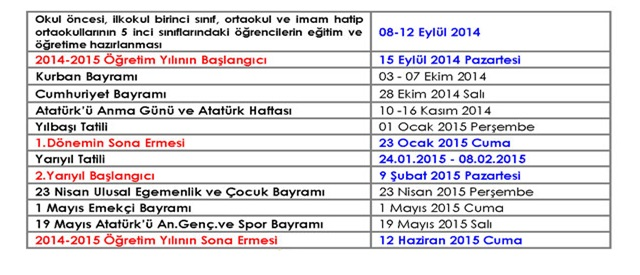 Okul öncesi, ilkokul birinci sınıf, ortaokul ve imam hatip
ortaokullarının 5 inci sınıflarındaki öğrencilerin eğitim ve
öğretime hazırlanması
08-12 Eylül 2014
2014-2015 Öğretim Yılının Başlangıcı 15 Eylül 2014 Pazartesi
Kurban Bayramı 03 - 07 Ekim 2014
Cumhuriyet Bayramı 28 Ekim 2014 Salı
Atatürk'ü Anma Günü ve Atatürk Haftası 10 -16 Kasım 2014
Yılbaşı Tatili 01 Ocak 2015 Perşembe
1.Dönemin Sona Ermesi 23 Ocak 2015 Cuma
Yarıyıl Tatili 24.01.2015 - 08.02.2015
2.Yarıyıl Başlangıcı 9 Şubat 2015 Pazartesi
23 Nisan Ulusal Egemenlik ve Çocuk Bayramı 23 Nisan 2015 Perşembe
1 Mayıs Emekçi Bayramı 1 Mayıs 2015 Cuma
19 Mayıs Atatürk'ü An.Genç.ve Spor Bayramı 19 Mayıs 2015 Salı
2014-2015 Öğretim Yılının Sona Ermesi 12 Haziran 2015 Cuma